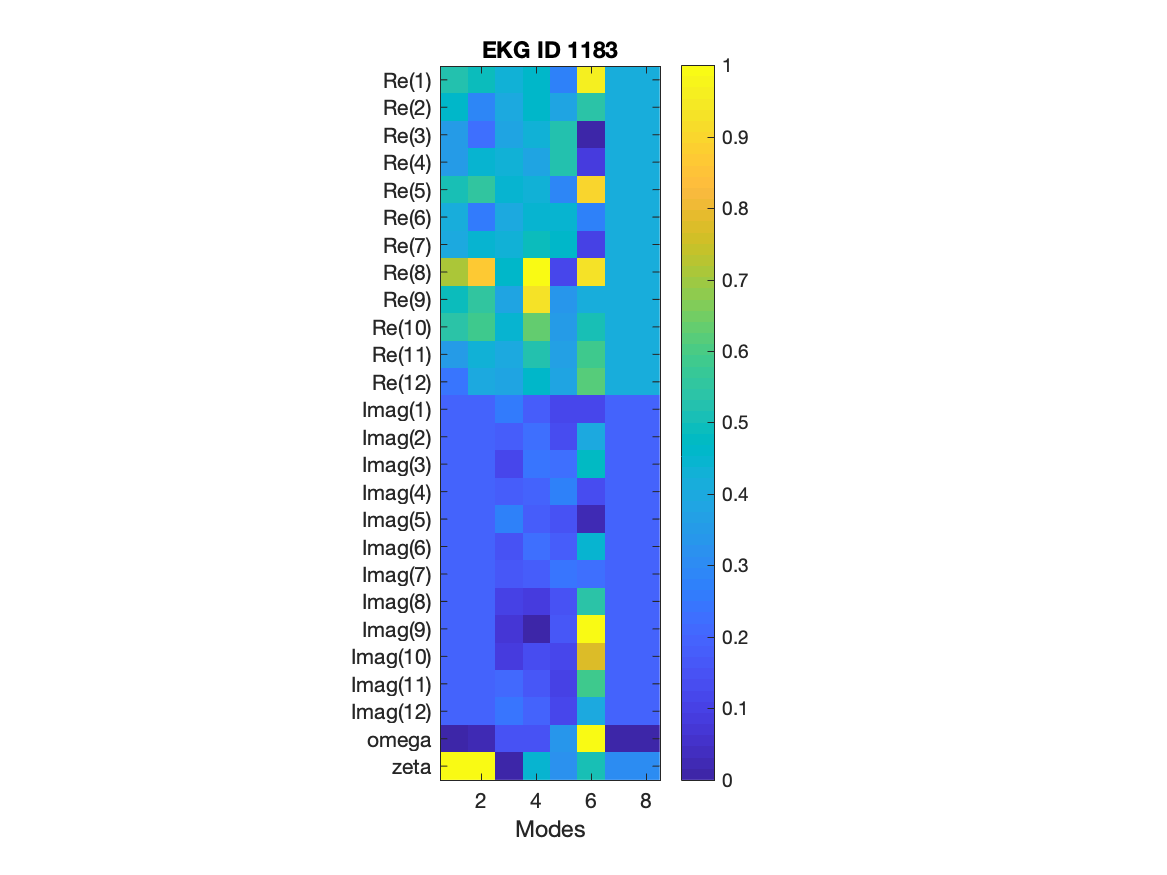 EKG ID 1183
Re(1)
Re(2)
Re(3)
Re(4)
Re(5)
Re(6)
Re(7)
Re(8)
Re(9)
Re(10)
Re(11)
Re(12)
Imag(1)
Imag(2)
Imag(3)
Imag(4)
Imag(5)
Imag(6)
Imag(7)
Imag(8)
Imag(9)
Imag(10)
Imag(11)
Imag(12)
omega
zeta
2 4 6 8
Modes
1
0.9
0.8
0.7
0.6
0.5
0.4
0.3
0.2
0.1
0